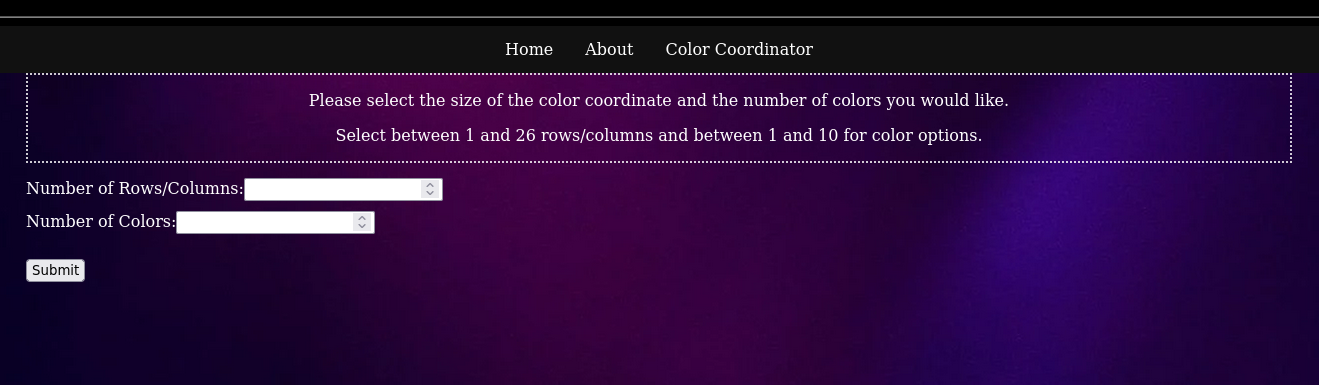 Home About Color Coordinator
Please select the size of the color coordinate and the number of colors you would like.
Select between 1 and 26 rows/columns and between 1 and 10 for color options.
Number of Rows/Columns:
Number of Colors:
Submit